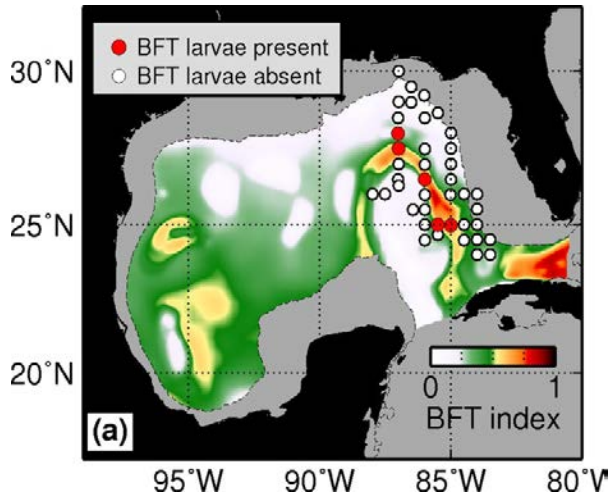 BFT larvae present
BFT larvae absent
30°N
25°N
20°N
0 1
BFT index
(a)
95°W 90°W 85°W 80°W